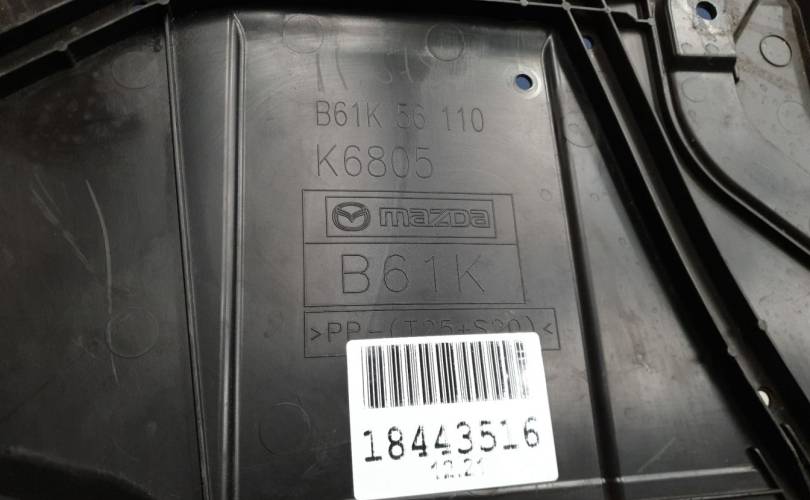 B61K 56 110
K6805
mazda
B61K
>PP-(T25+S20)<
18443516
12.21